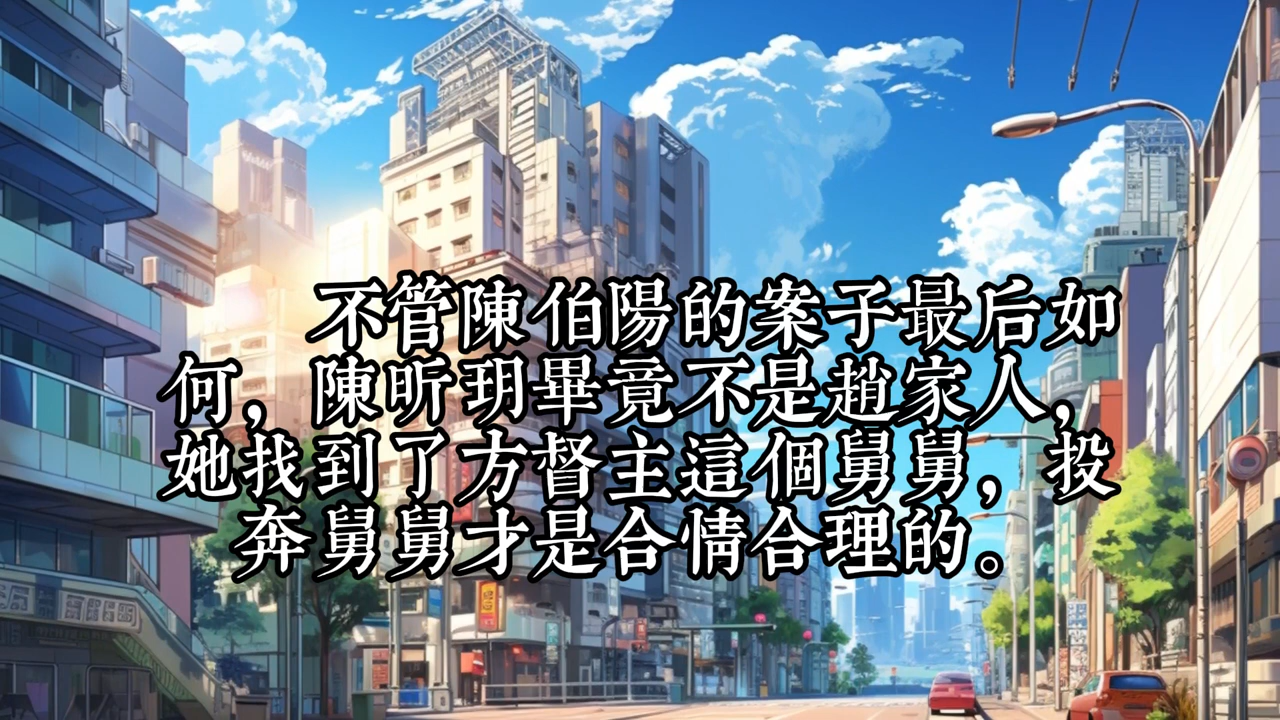 不管陳伯陽的案子最后如
何，陳昕玥畢竟不是趙家人，
她找到了方督主這個舅舅，投
奔舅舅才是合情合理的。